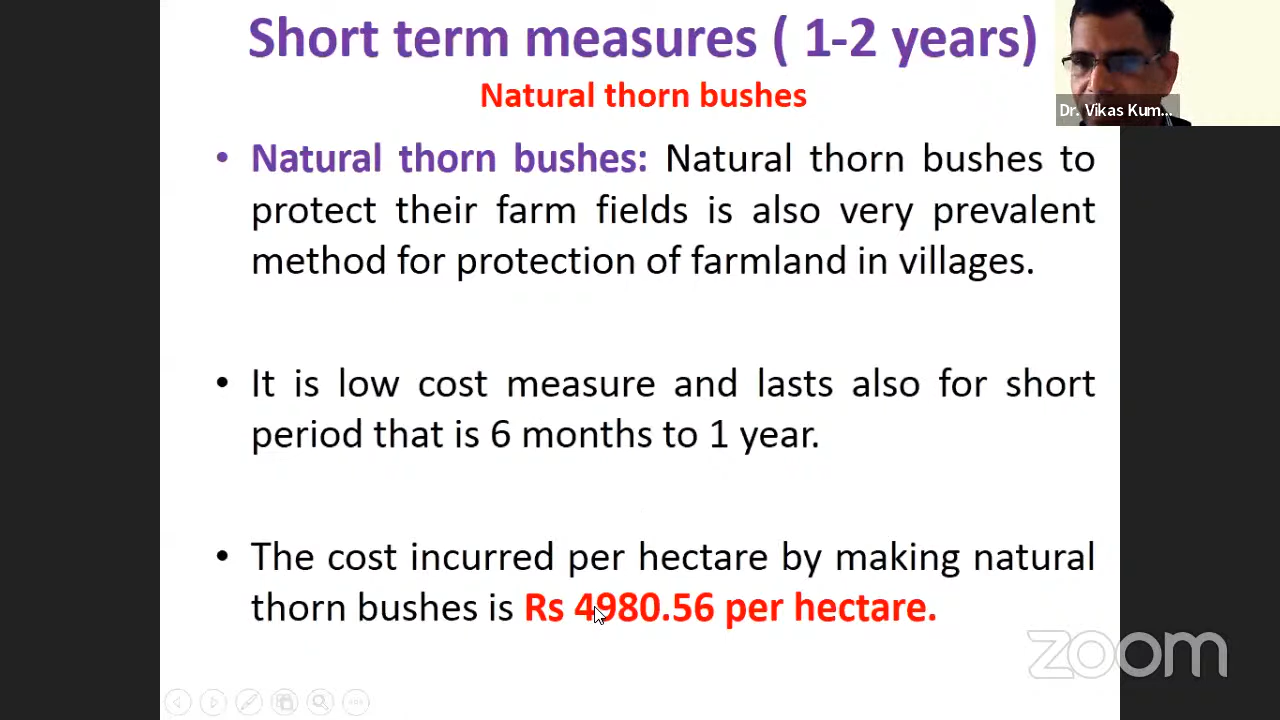 Short term measures ( 1-2 years)
Natural thorn bushes
Dr. Vikas Kum...
• Natural thorn bushes: Natural thorn bushes to
protect their farm fields is also very prevalent
method for protection of farmland in villages.
• It is low cost measure and lasts also for short
period that is 6 months to 1 year.
• The cost incurred per hectare by making natural
thorn bushes is Rs 4980.56 per hectare.
zoom